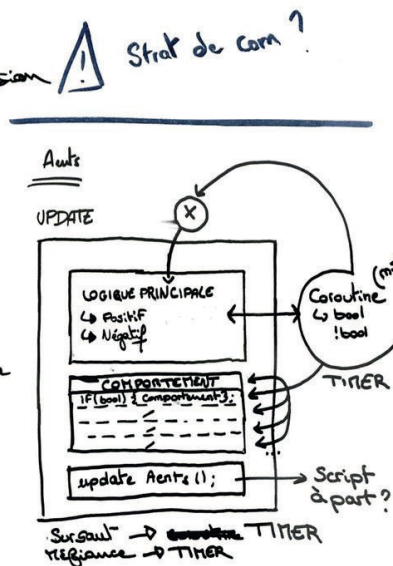 Strat de com ?
!
Aents
UPDATE
X
LOGIQUE PRINCIPALE
↳ Positif
↳ Négatif
Coroutine
↳ bool
!bool
TIMER
COMPORTEMENT
IF(bool) { Comportement};
...
update Aents ();
Script
à part ?
Sursaut → TIMER
Méfiance → TIMER